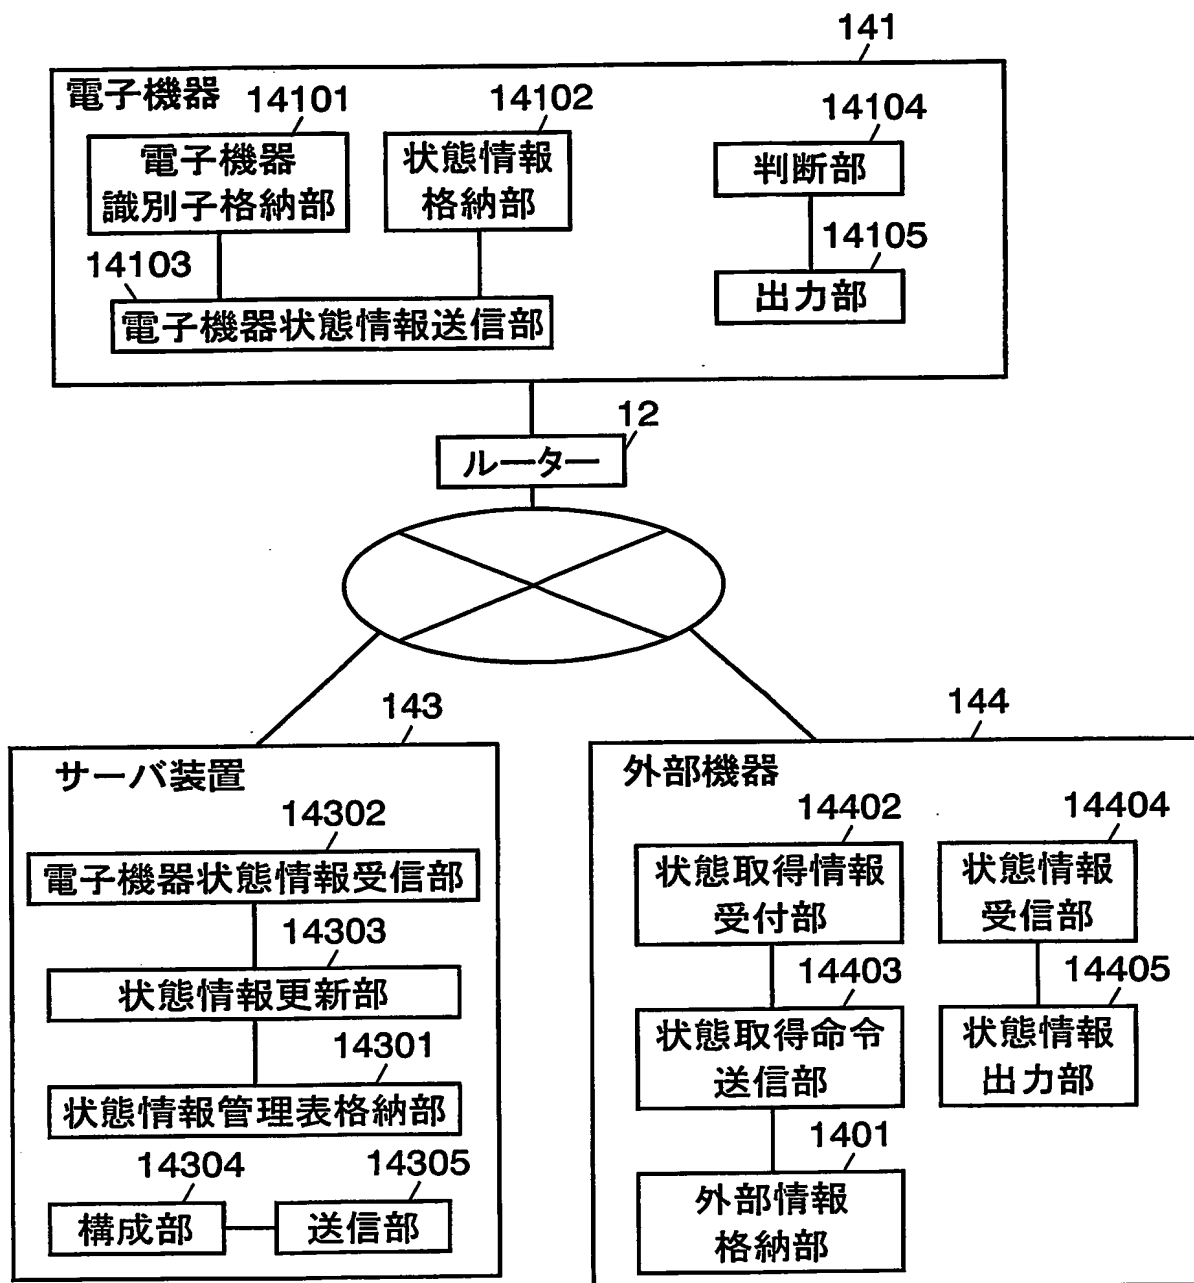 141
電子機器
14101
14102
14104
電子機器
識別子格納部
状態情報
格納部
判断部
14103
14105
電子機器状態情報送信部
出力部
12
ルーター
143
144
サーバ装置
外部機器
14302
電子機器状態情報受信部
14303
状態情報更新部
14301
状態情報管理表格納部
14304
14305
構成部
送信部
14402
14404
状態取得情報
受付部
状態情報
受信部
14403
14405
状態取得命令
送信部
状態情報
出力部
1401
外部情報
格納部